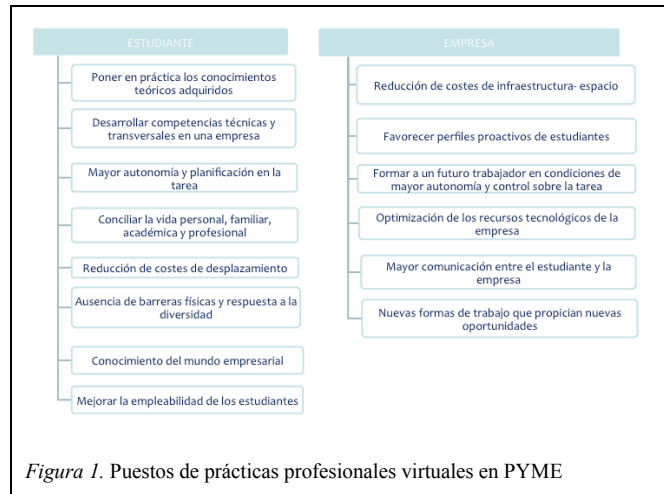 ESTUDIANTE
Poner en práctica los conocimientos
teóricos adquiridos
Desarrollar competencias técnicas y
transversales en una empresa
Mayor autonomía y planificación en la
tarea
Conciliar la vida personal, familiar,
académica y profesional
Reducción de costes de desplazamiento
Ausencia de barreras físicas y respuesta a la
diversidad
Conocimiento del mundo empresarial
Mejorar la empleabilidad de los estudiantes
EMPRESA
Reducción de costes de infraestructura- espacio
Favorecer perfiles proactivos de estudiantes
Formar a un futuro trabajador en condiciones de
mayor autonomía y control sobre la tarea
Optimización de los recursos tecnológicos de la
empresa
Mayor comunicación entre el estudiante y la
empresa
Nuevas formas de trabajo que propician nuevas
oportunidades
Figura 1. Puestos de prácticas profesionales virtuales en PYME